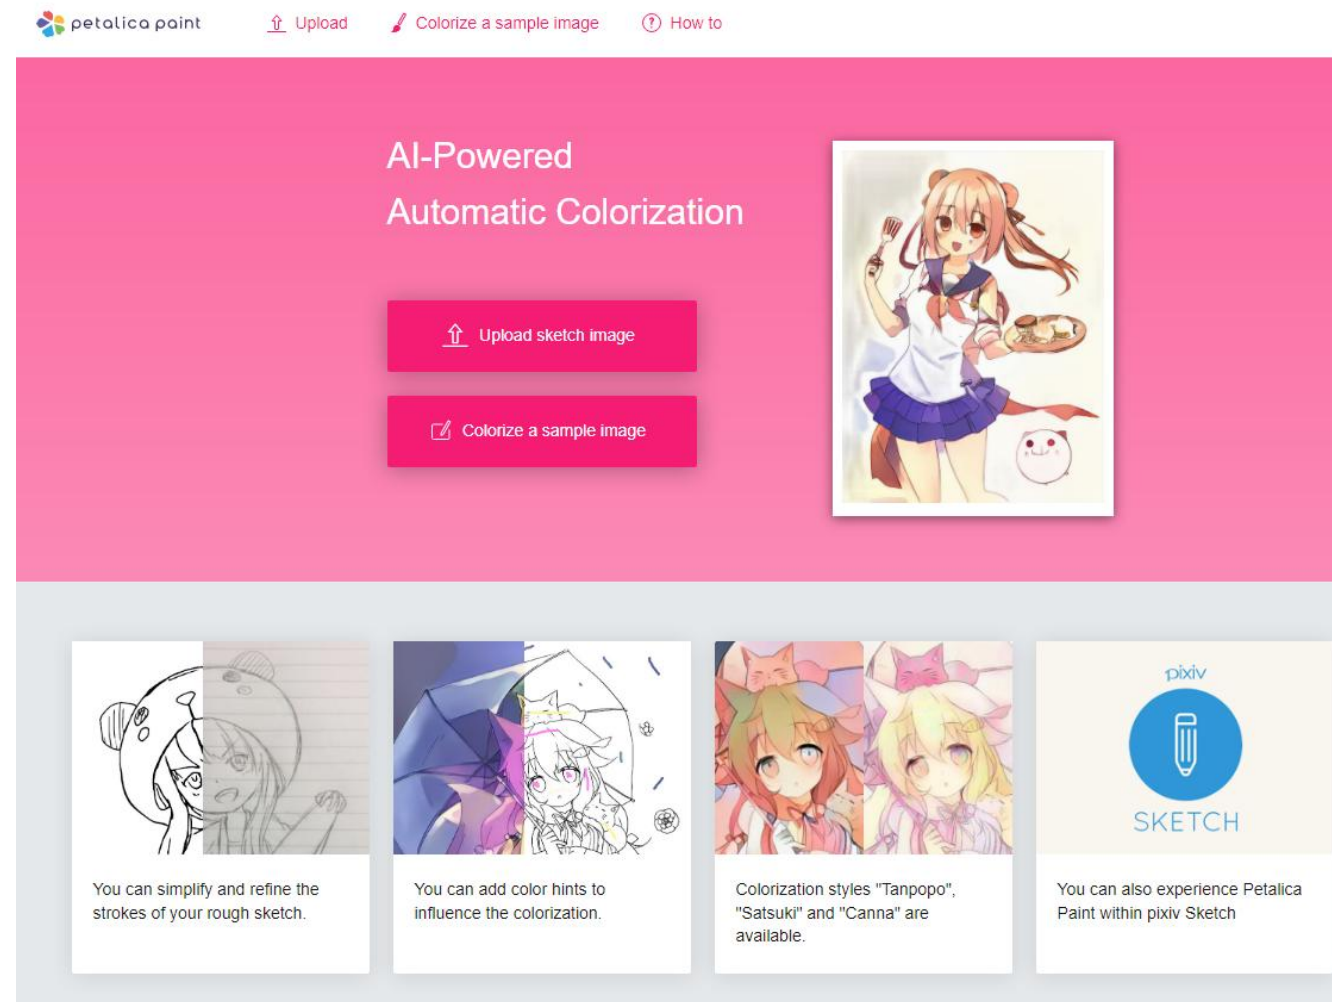 petalica paint
Upload
Colorize a sample image
How to
AI-Powered
Automatic Colorization
Upload sketch image
Colorize a sample image
You can simplify and refine the
strokes of your rough sketch.
You can add color hints to
influence the colorization.
Colorization styles "Tanpopo",
"Satsuki" and "Canna" are
available.
pixiv
SKETCH
You can also experience Petalica
Paint within pixiv Sketch